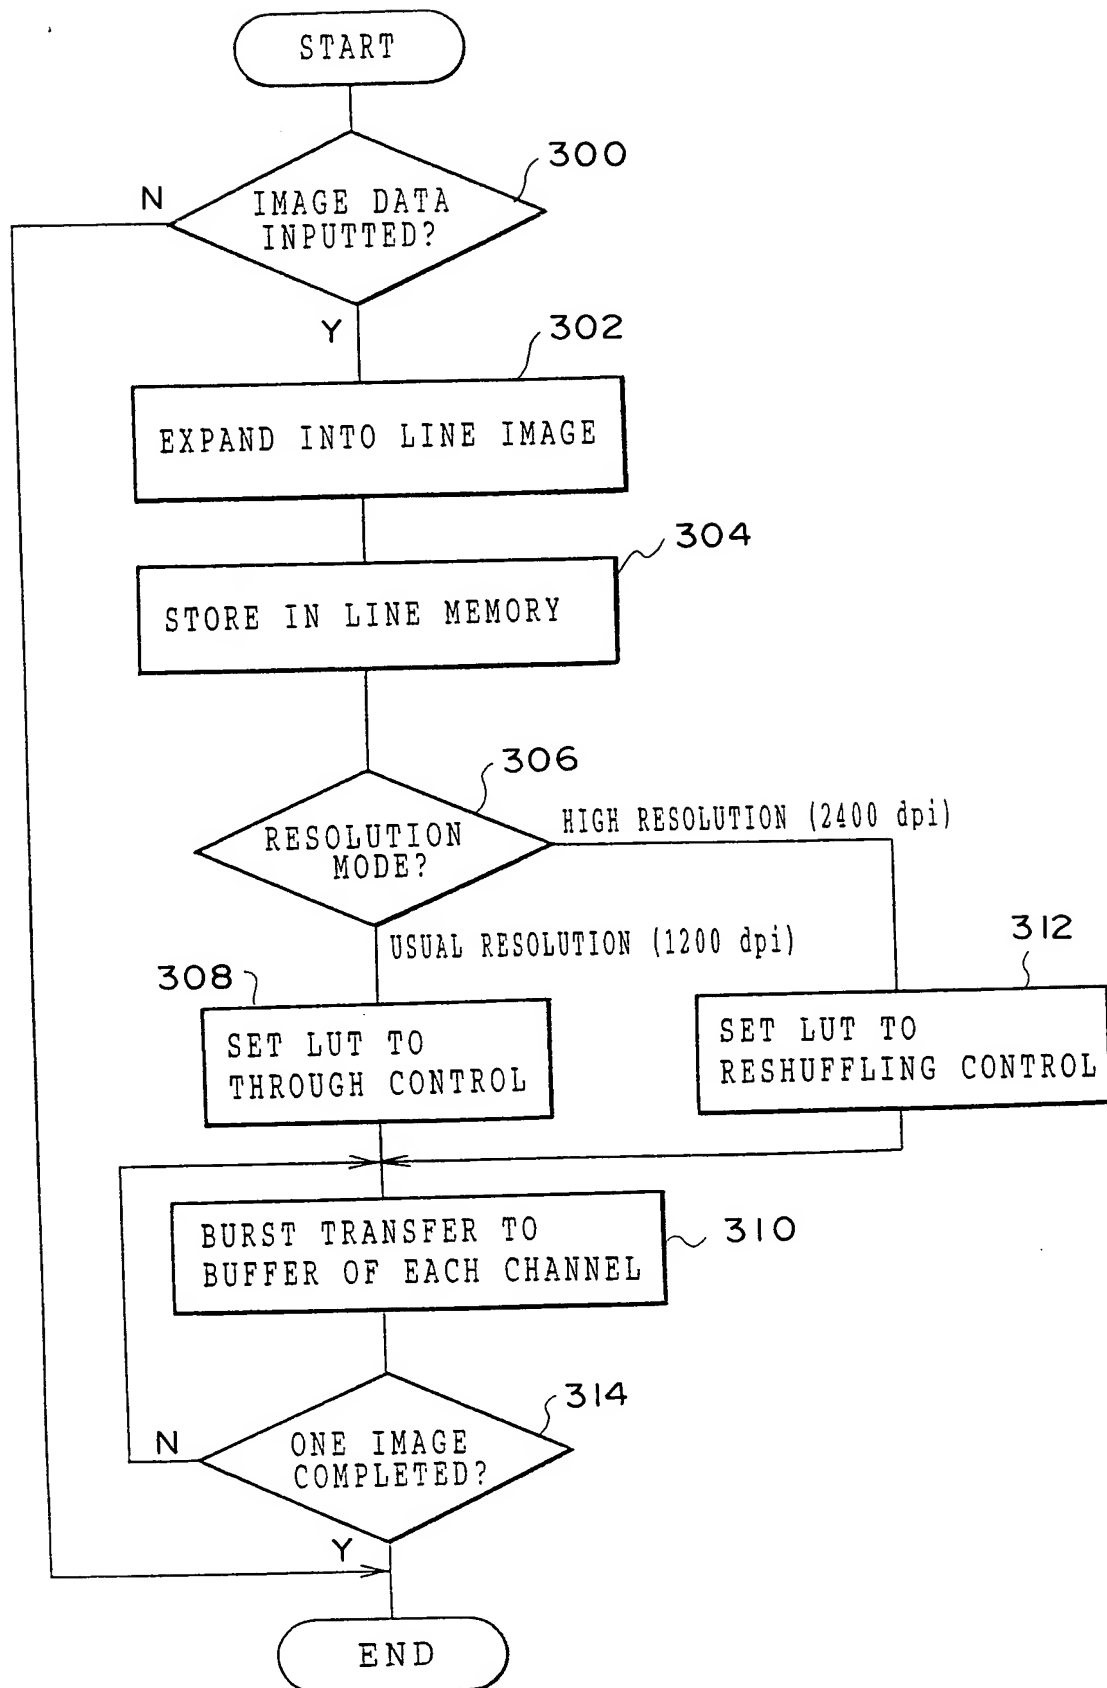 START
300
N
IMAGE DATA
INPUTTED?
Y
302
EXPAND INTO LINE IMAGE
304
STORE IN LINE MEMORY
306
RESOLUTION
MODE?
HIGH RESOLUTION (2400 dpi)
USUAL RESOLUTION (1200 dpi)
308
312
SET LUT TO
THROUGH CONTROL
SET LUT TO
RESHUFFLING CONTROL
BURST TRANSFER TO
BUFFER OF EACH CHANNEL
310
314
N
ONE IMAGE
COMPLETED?
Y
END